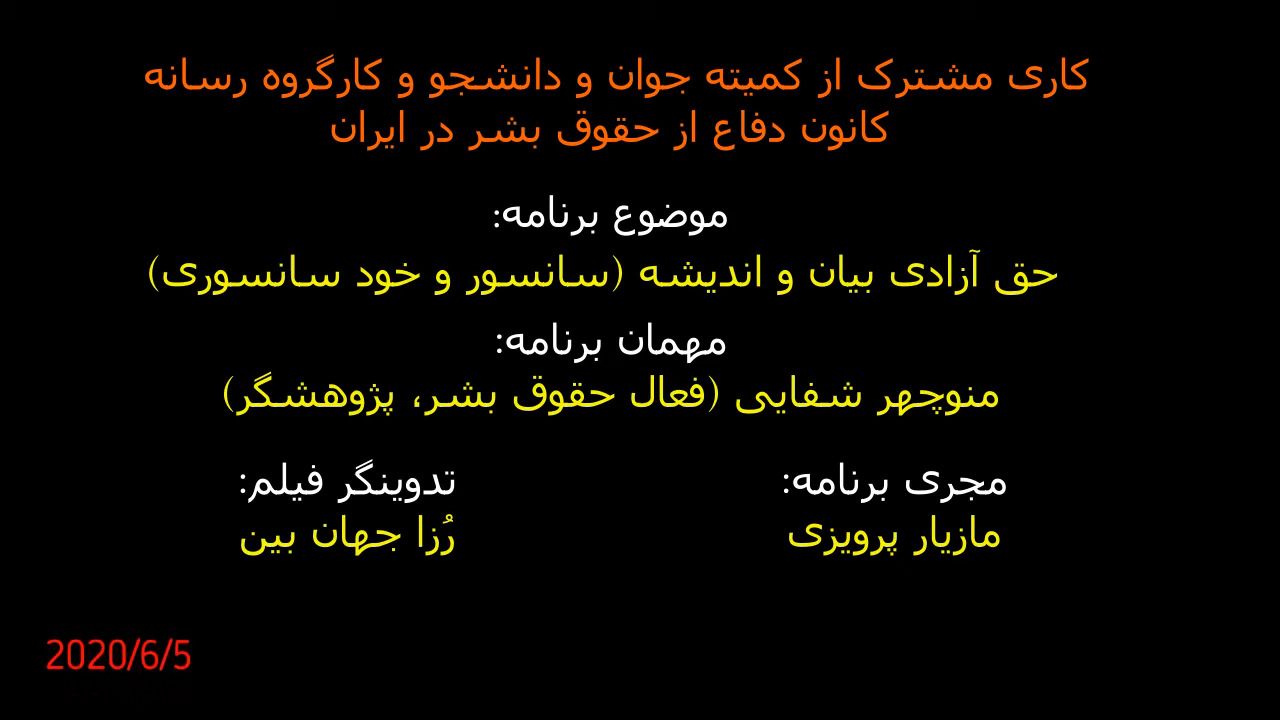 کاری مشترک از کمیته جوان و دانشجو و کارگروه رسانه
کانون دفاع از حقوق بشر در ایران
موضوع برنامه:
حق آزادی بیان و اندیشه (سانسور و خود سانسوری)
مهمان برنامه:
منوچهر شفایی (فعال حقوق بشر، پژوهشگر)
مجری برنامه:
مازیار پرویزی
تدوینگر فیلم:
رُزا جهان بین
2020/6/5